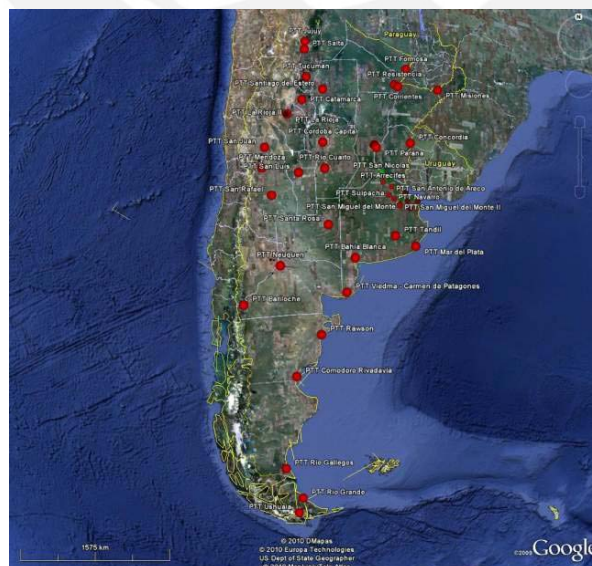 Paraguay
PTT Salta
PTT Formosa
PTT Tucuman
PTT Resistencia
PTT Santiago del Estero
PTT Corrientes
PTT Misiones
PTT Catamarca
PTT La Rioja
PTT Cordoba Capital
PTT Concordia
PTT San Juan
PTT Parana
PTT Mendoza
PTT Rio Cuarto
PTT San Nicolas
Uruguay
PTT San Luis
PTT Arrecifes
PTT San Rafael
PTT Suipacha
PTT San Antonio de Areco
PTT Navarro
PTT San Miguel del Monte
PTT San Miguel del Monte II
PTT Santa Rosa
PTT Tandil
PTT Bahia Blanca
PTT Mar del Plata
PTT Neuquen
PTT Viedma - Carmen de Patagones
PTT Bariloche
PTT Rawson
PTT Comodoro Rivadavia
PTT Rio Gallegos
PTT Rio Grande
PTT Ushuaia
1575 km
© 2010 DMapas
© 2010 Europa Technologies
US Dept of State Geographer
©2009 Google